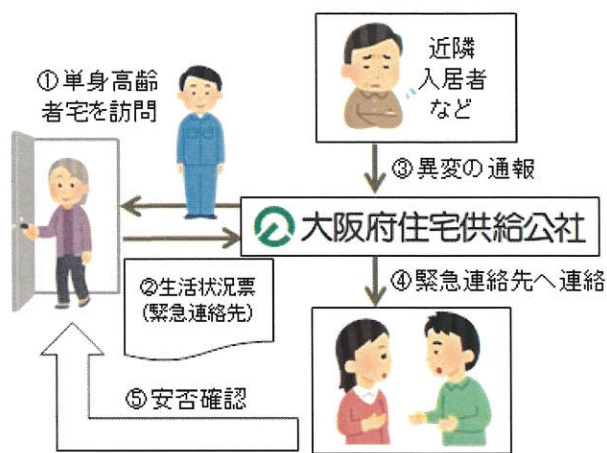 ①単身高齢
者宅を訪問
近隣
入居者
など
③異変の通報
大阪府住宅供給公社
②生活状況票
(緊急連絡先)
④緊急連絡先へ連絡
⑤安否確認